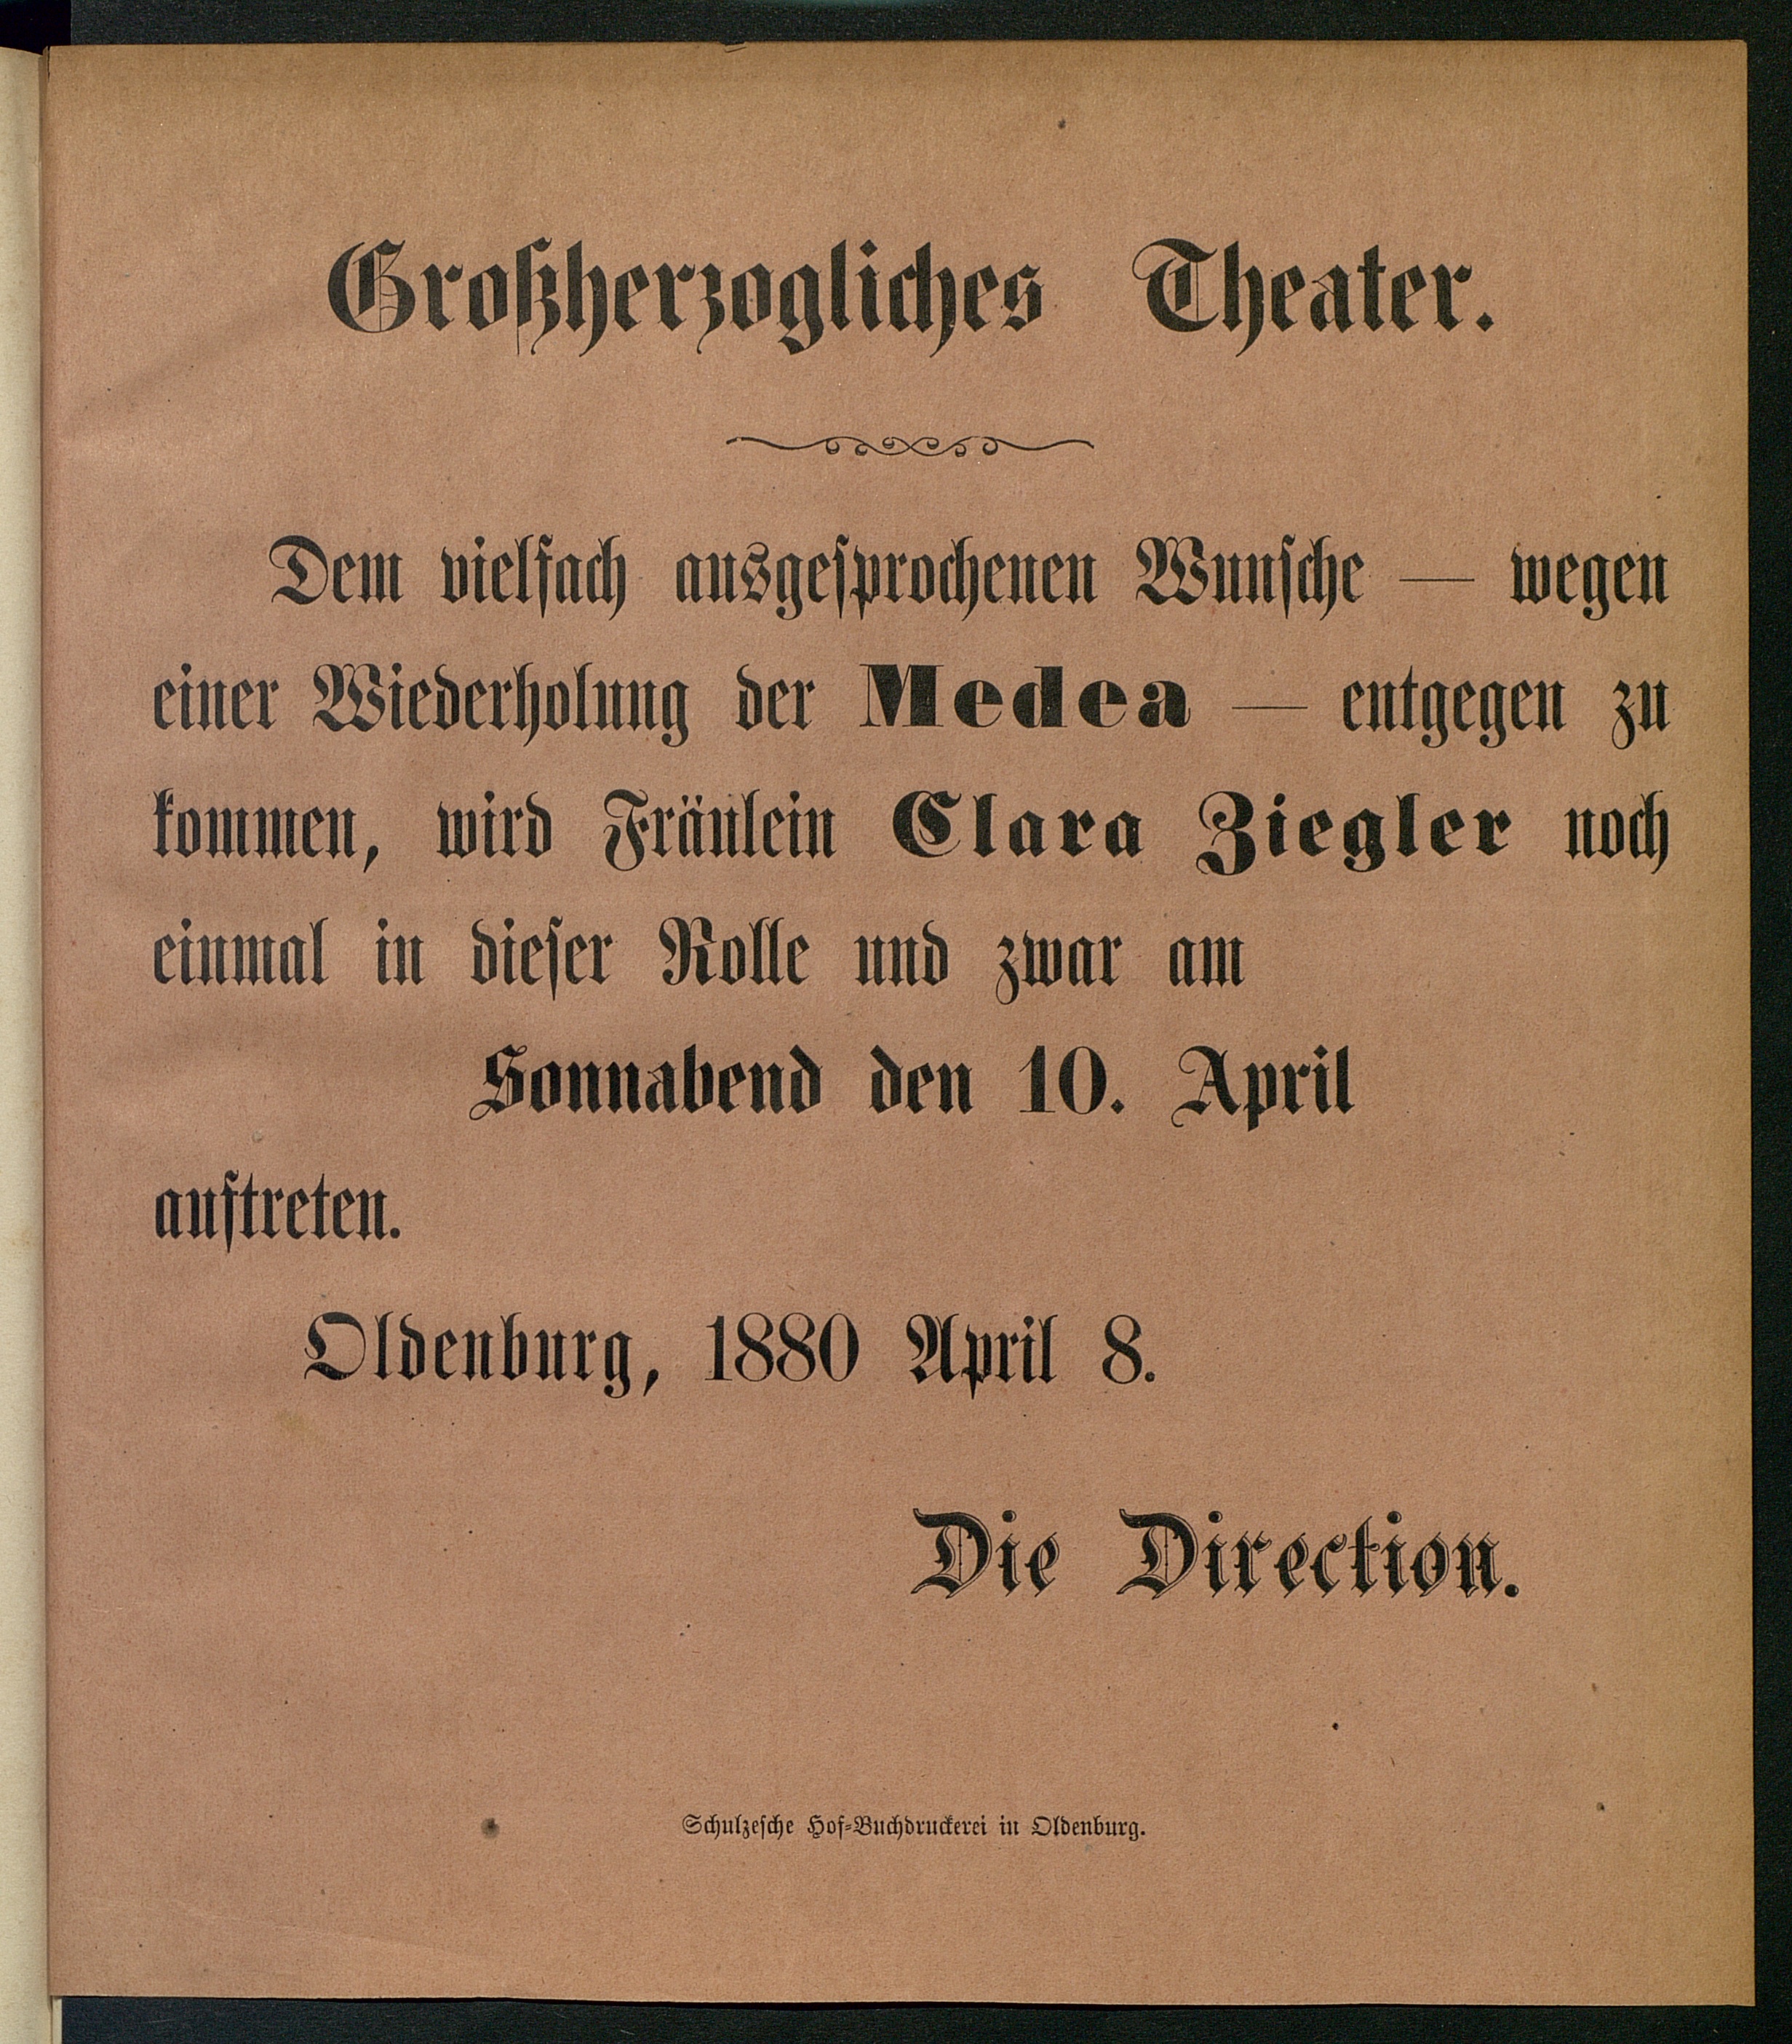 Großherzogliches Theater.
Dem vielfach ausgesprochenen Wunsche — wegen
einer Wiederholung der Medea — entgegen zu
kommen, wird Fräulein Clara Ziegler noch
einmal in dieser Rolle und zwar am
Sonnabend den 10. April
auftreten.
Oldenburg, 1880 April 8.
Die Direction.
Schulzesche Hof-Buchdruckerei in Oldenburg.